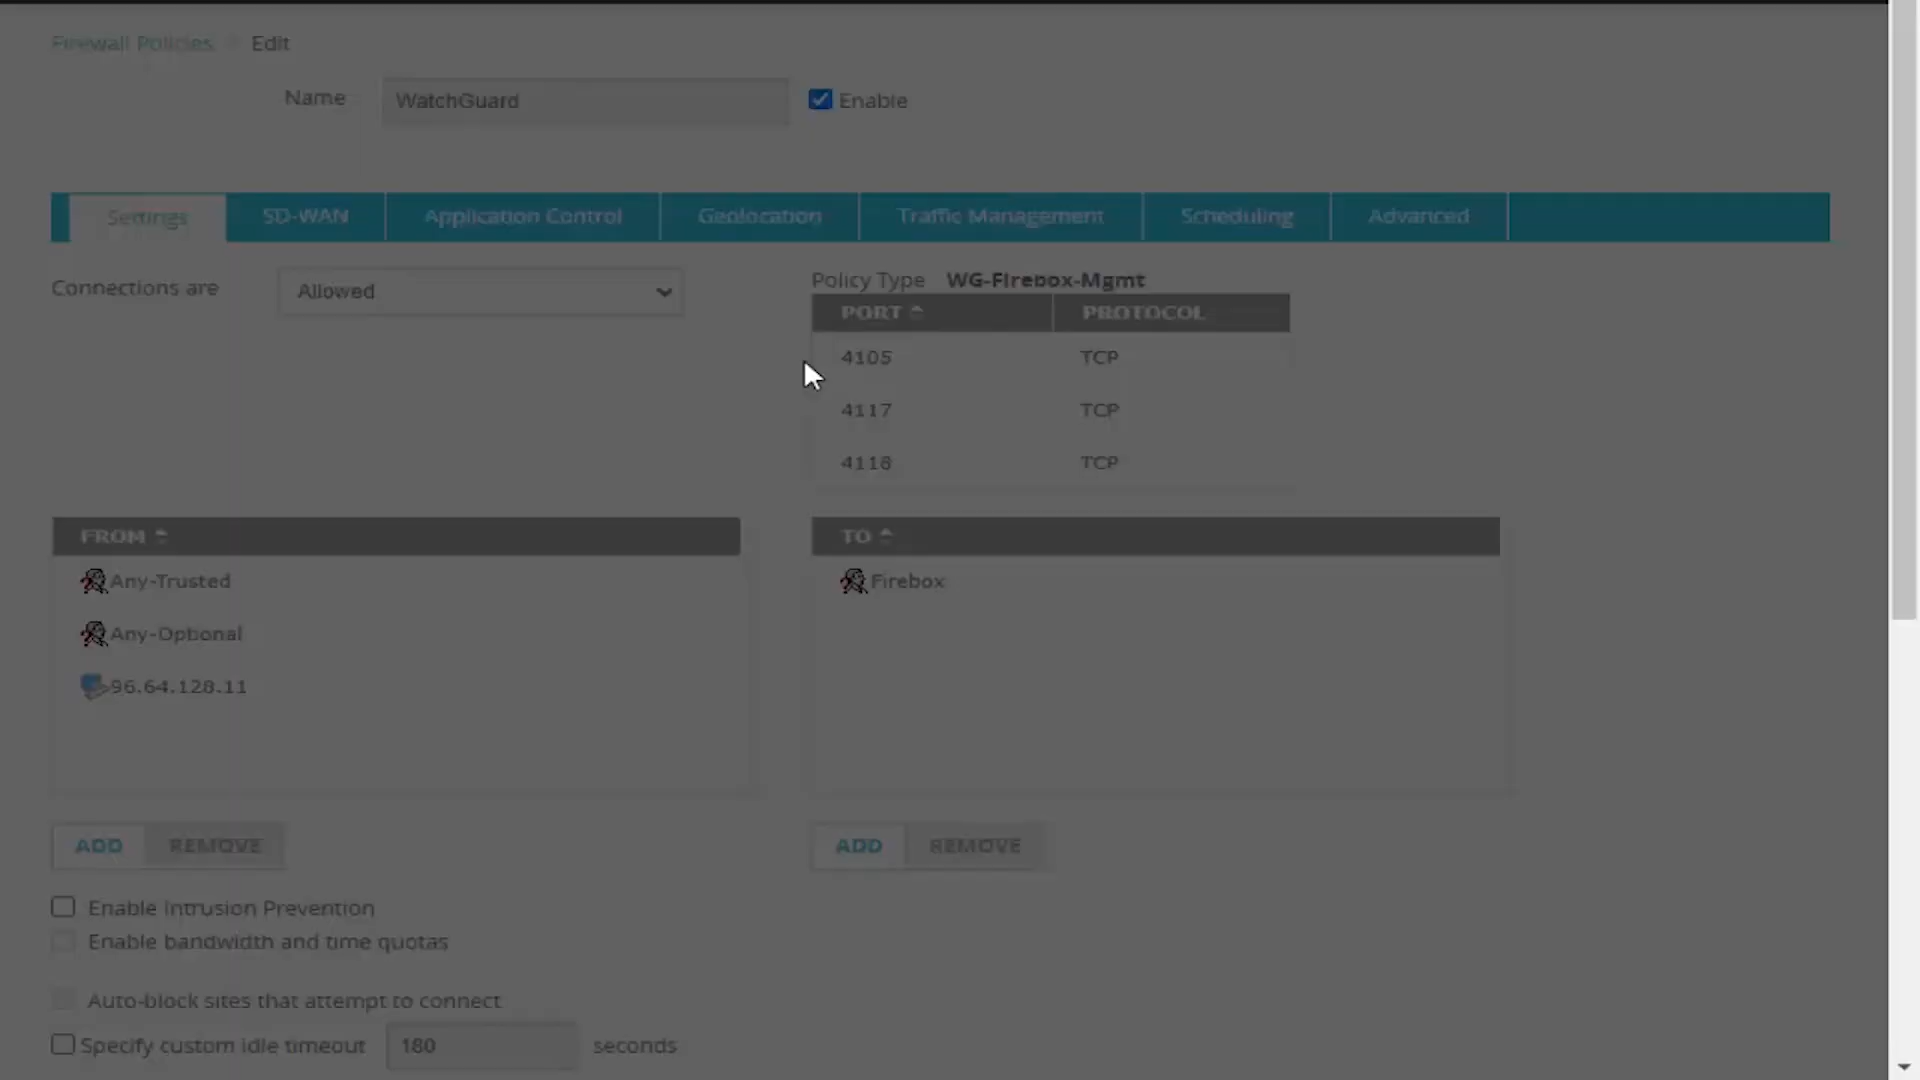 Firewall Policies > Edit
Name WatchGuard Enable
Settings SD-WAN Application Control Geolocation Traffic Management Scheduling Advanced
Connections are Allowed
Policy Type WG-Firebox-Mgmt
PORT PROTOCOL
4105 TCP
4117 TCP
4118 TCP
FROM
Any-Trusted
Any-Optional
96.64.128.11
ADD REMOVE
TO
Firebox
ADD REMOVE
Enable Intrusion Prevention
Enable bandwidth and time quotas
Auto-block sites that attempt to connect
Specify custom idle timeout 180 seconds